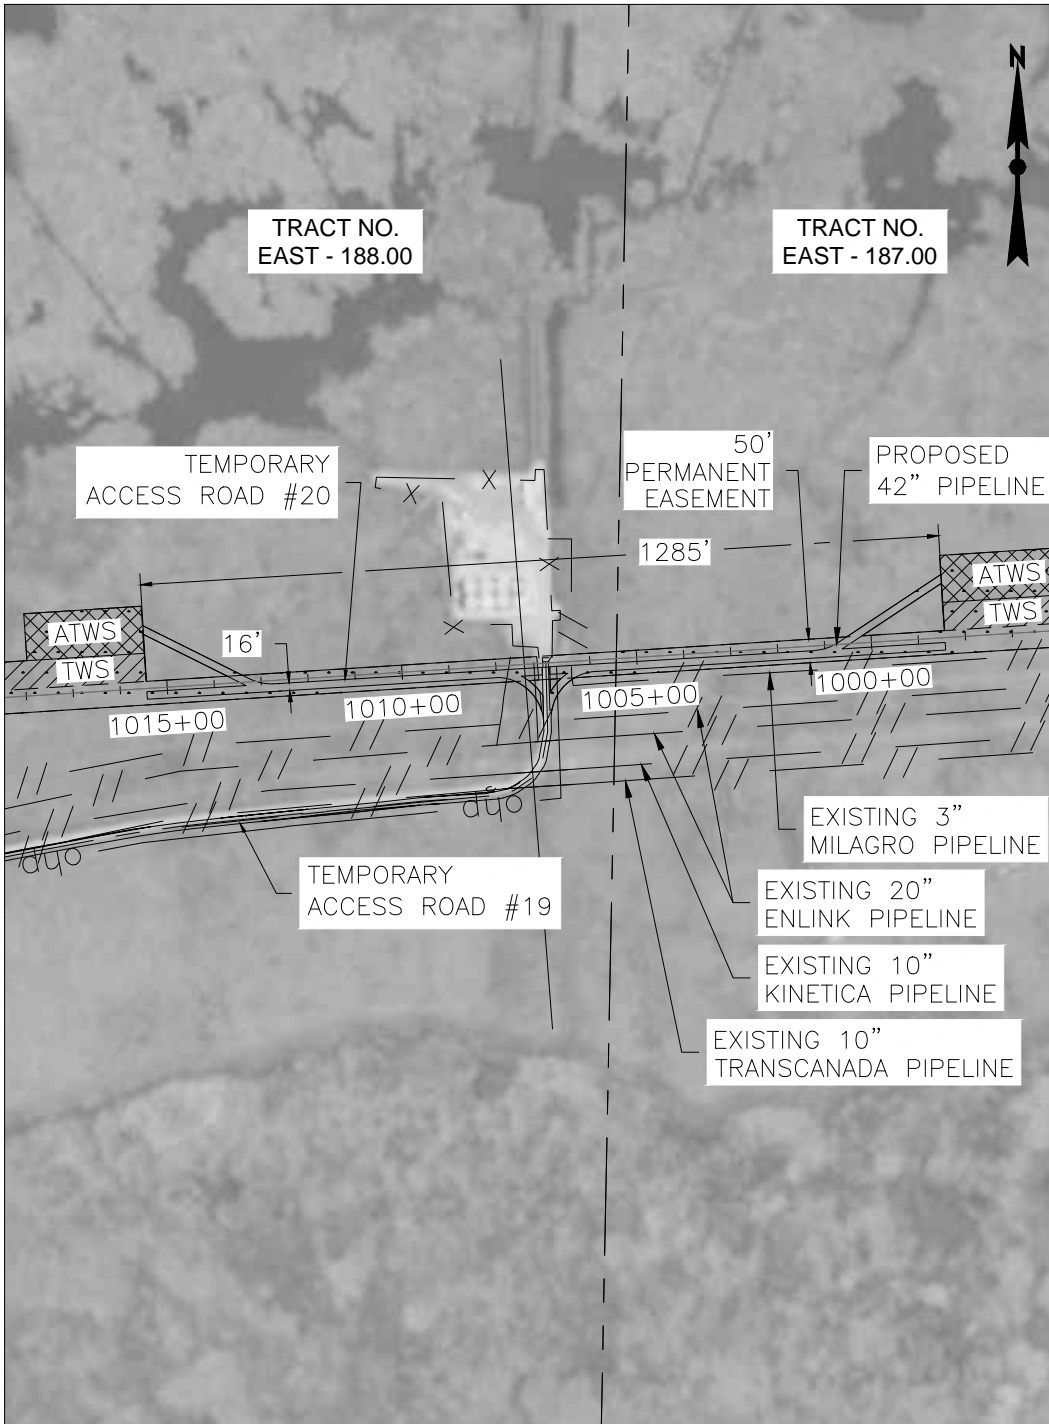 N
TRACT NO.
EAST - 188.00
TRACT NO.
EAST - 187.00
TEMPORARY
ACCESS ROAD #20
50'
PERMANENT
EASEMENT
PROPOSED
42” PIPELINE
X
X
X
X
1285'
ATWS
TWS
ATWS
TWS
16'
1015+00
1010+00
1005+00
1000+00
dyo
dyo
TEMPORARY
ACCESS ROAD #19
EXISTING 3”
MILAGRO PIPELINE
EXISTING 20”
ENLINK PIPELINE
EXISTING 10”
KINETICA PIPELINE
EXISTING 10”
TRANSCANADA PIPELINE